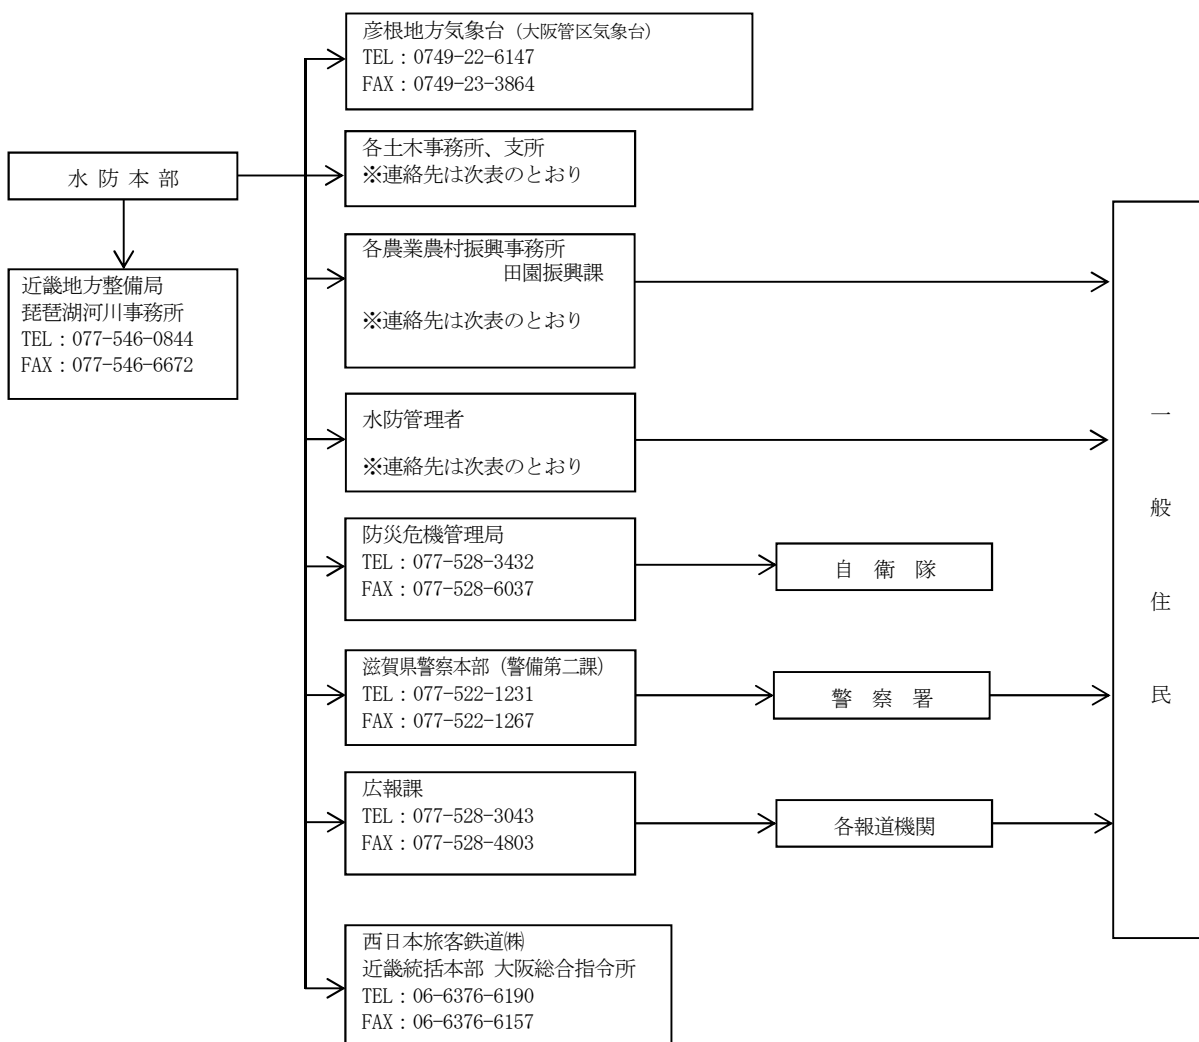 彦根地方気象台（大阪管区気象台）
TEL：0749-22-6147
FAX：0749-23-3864
各土木事務所、支所
※連絡先は次表のとおり
水防本部
近畿地方整備局
琵琶湖河川事務所
TEL：077-546-0844
FAX：077-546-6672
各農業農村振興事務所
田園振興課
※連絡先は次表のとおり
水防管理者
※連絡先は次表のとおり
防災危機管理局
TEL：077-528-3432
FAX：077-528-6037
自衛隊
滋賀県警察本部（警備第二課）
TEL：077-522-1231
FAX：077-522-1267
警察署
広報課
TEL：077-528-3043
FAX：077-528-4803
各報道機関
西日本旅客鉄道㈱
近畿統括本部 大阪総合指令所
TEL：06-6376-6190
FAX：06-6376-6157
一般住民